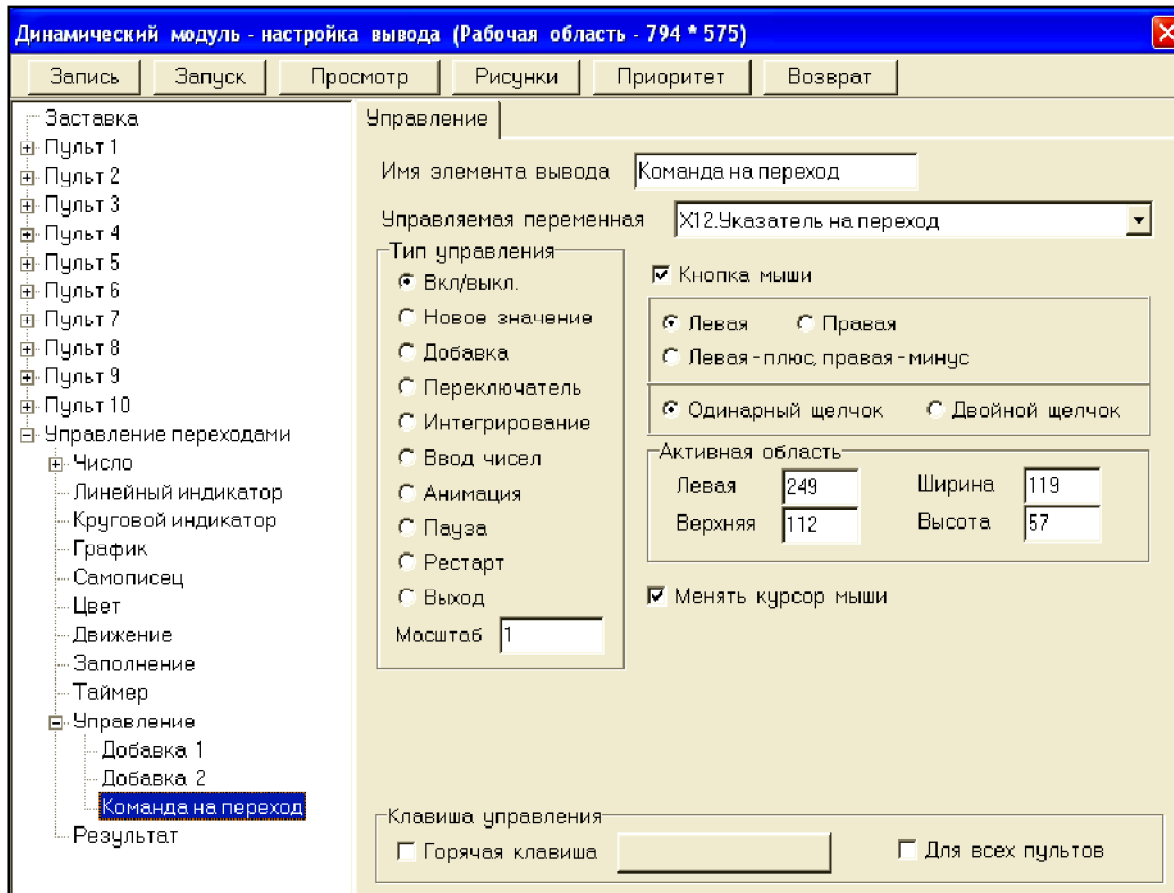 Динамический модуль - настройка вывода (Рабочая область - 794 * 575)
Запись Запуск Просмотр Рисунки Приоритет Возврат
Заставка
Пульт 1
Пульт 2
Пульт 3
Пульт 4
Пульт 5
Пульт 6
Пульт 7
Пульт 8
Пульт 9
Пульт 10
Управление переходами
Число
Линейный индикатор
Круговой индикатор
График
Самописец
Цвет
Движение
Заполнение
Таймер
Управление
Добавка 1
Добавка 2
Команда на переход
Результат
Управление
Имя элемента вывода Команда на переход
Управляемая переменная X12.Указатель на переход
Тип управления
Вкл/выкл.
Новое значение
Добавка
Переключатель
Интегрирование
Ввод чисел
Анимация
Пауза
Рестарт
Выход
Масштаб 1
Кнопка мыши
Левая Правая
Левая - плюс, правая - минус
Одинарный щелчок Двойной щелчок
Активная область
Левая 249 Ширина 119
Верхняя 112 Высота 57
Менять курсор мыши
Клавиша управления
Горячая клавиша Для всех пультов